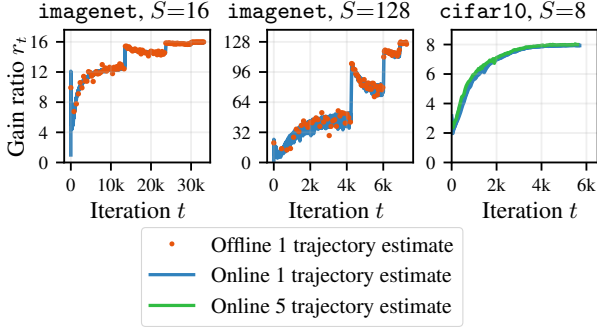 imagenet, S=16
imagenet, S=128
cifar10, S=8
Gain ratio rₜ
16
12
8
4
0
128
96
64
32
0
8
6
4
2
0
0 10k 20k 30k
0 2k 4k 6k
0 2k 4k 6k
Iteration t
Iteration t
Iteration t
Offline 1 trajectory estimate
Online 1 trajectory estimate
Online 5 trajectory estimate